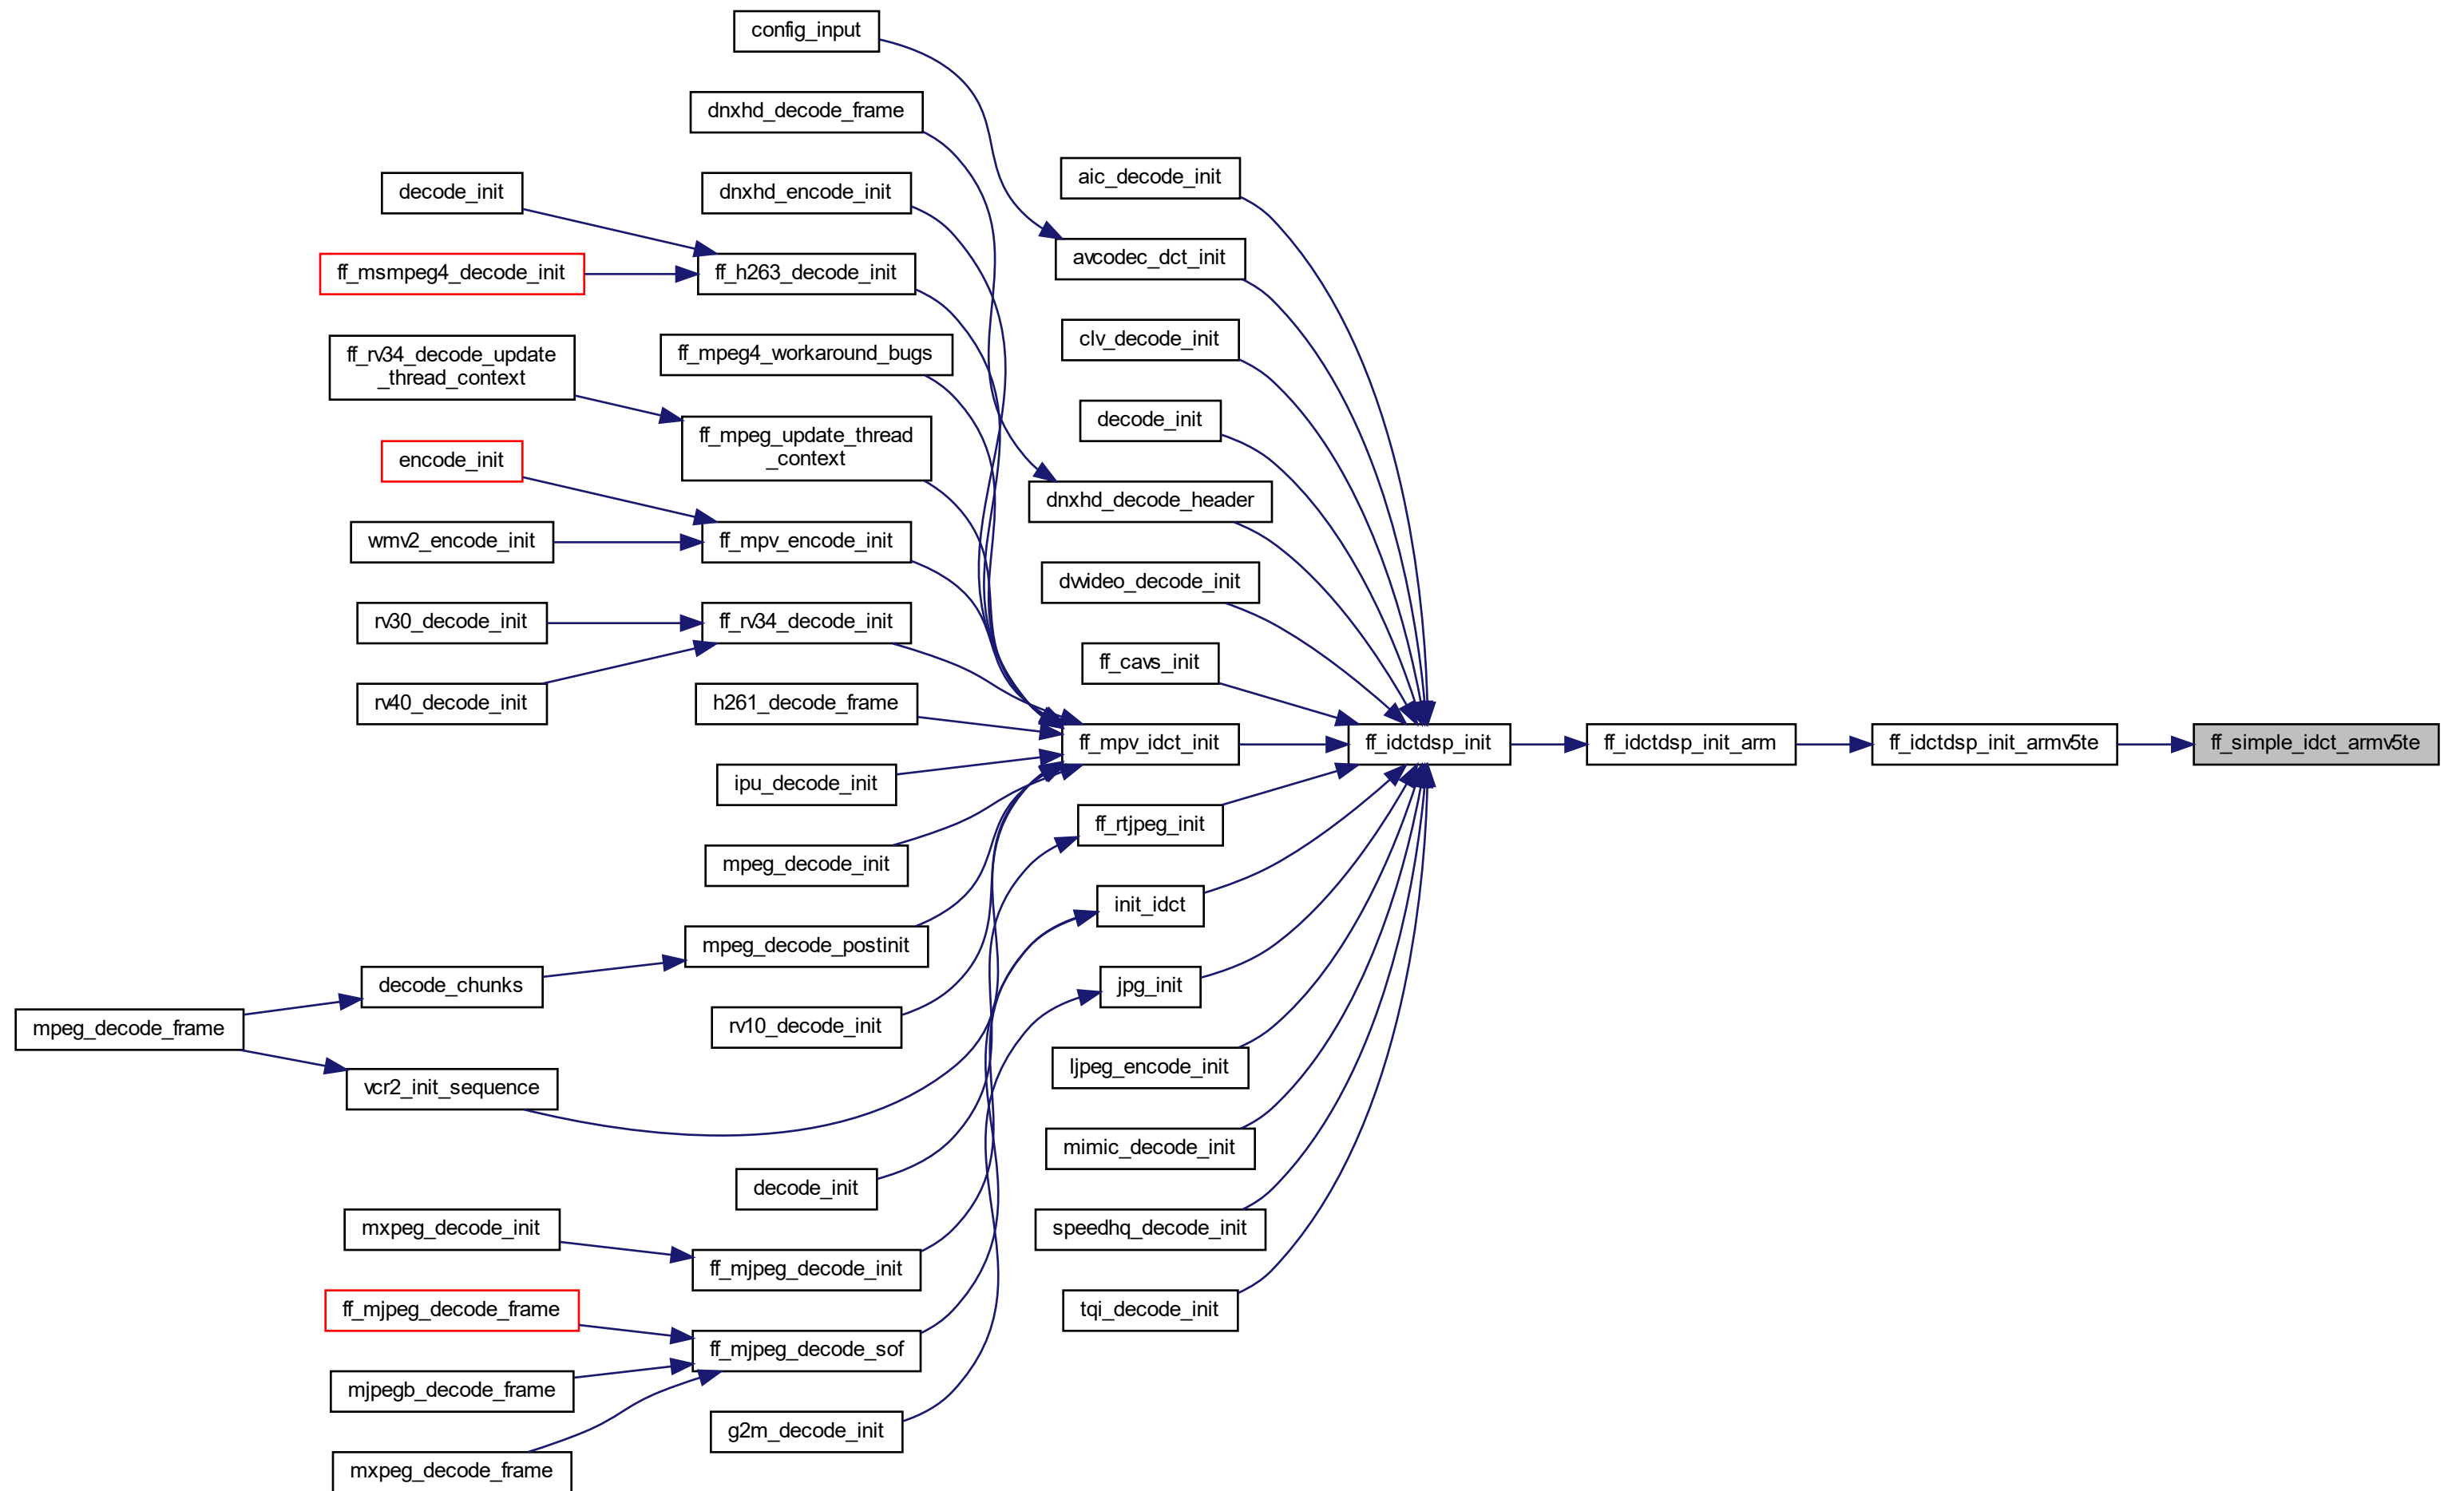 config_input
dnxhd_decode_frame
aic_decode_init
decode_init
dnxhd_encode_init
avcodec_dct_init
ff_msmpeg4_decode_init
ff_h263_decode_init
clv_decode_init
ff_rv34_decode_update
_thread_context
ff_mpeg4_workaround_bugs
decode_init
encode_init
ff_mpeg_update_thread
_context
dnxhd_decode_header
wmv2_encode_init
ff_mpv_encode_init
dvvideo_decode_init
rv30_decode_init
ff_rv34_decode_init
ff_cavs_init
rv40_decode_init
h261_decode_frame
ff_mpv_idct_init
ff_idctdsp_init
ff_idctdsp_init_arm
ff_idctdsp_init_armv5te
ff_simple_idct_armv5te
ipu_decode_init
ff_rtjpeg_init
mpeg_decode_init
init_idct
mpeg_decode_postinit
decode_chunks
jpg_init
mpeg_decode_frame
rv10_decode_init
ljpeg_encode_init
vcr2_init_sequence
mimic_decode_init
decode_init
mxpeg_decode_init
speedhq_decode_init
ff_mjpeg_decode_init
ff_mjpeg_decode_frame
tqi_decode_init
ff_mjpeg_decode_sof
mjpegb_decode_frame
g2m_decode_init
mxpeg_decode_frame